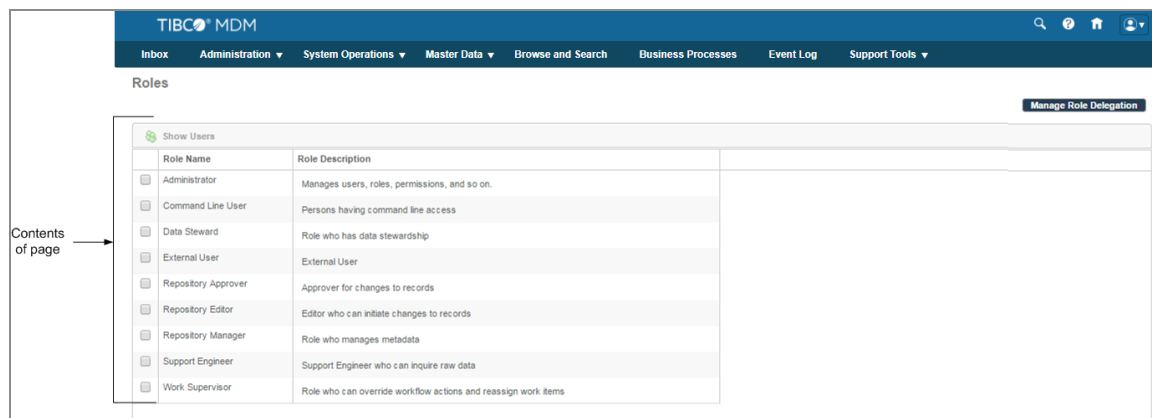 TIBCO® MDM
Inbox Administration System Operations Master Data Browse and Search Business Processes Event Log Support Tools
Roles
Manage Role Delegation
Show Users
Role Name Role Description
Administrator Manages users, roles, permissions, and so on.
Command Line User Persons having command line access
Data Steward Role who has data stewardship
Contents
of page
External User External User
Repository Approver Approver for changes to records
Repository Editor Editor who can initiate changes to records
Repository Manager Role who manages metadata
Support Engineer Support Engineer who can inquire raw data
Work Supervisor Role who can override workflow actions and reassign work items